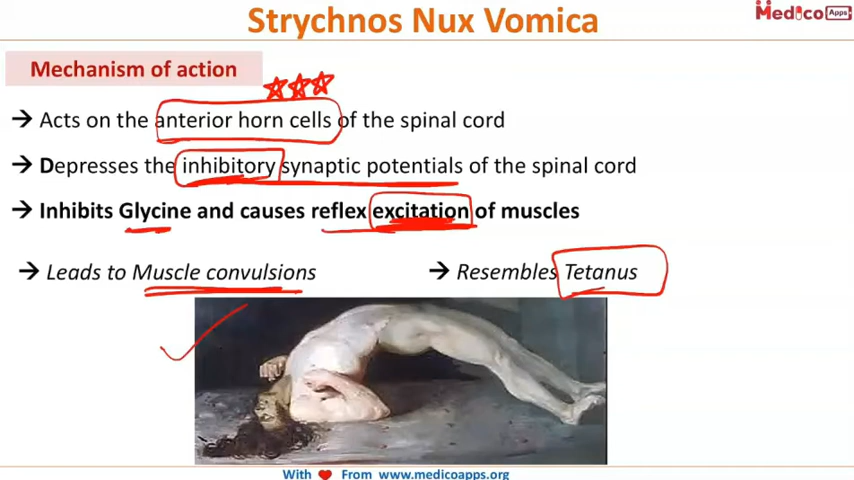 Strychnos Nux Vomica
Medico Apps
Mechanism of action
→ Acts on the anterior horn cells of the spinal cord
→ Depresses the inhibitory synaptic potentials of the spinal cord
→ Inhibits Glycine and causes reflex excitation of muscles
→ Leads to Muscle convulsions → Resembles Tetanus
With From www.medicoapps.org